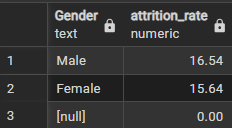 Gender attrition_rate
text numeric
1 Male 16.54
2 Female 15.64
3 [null] 0.00